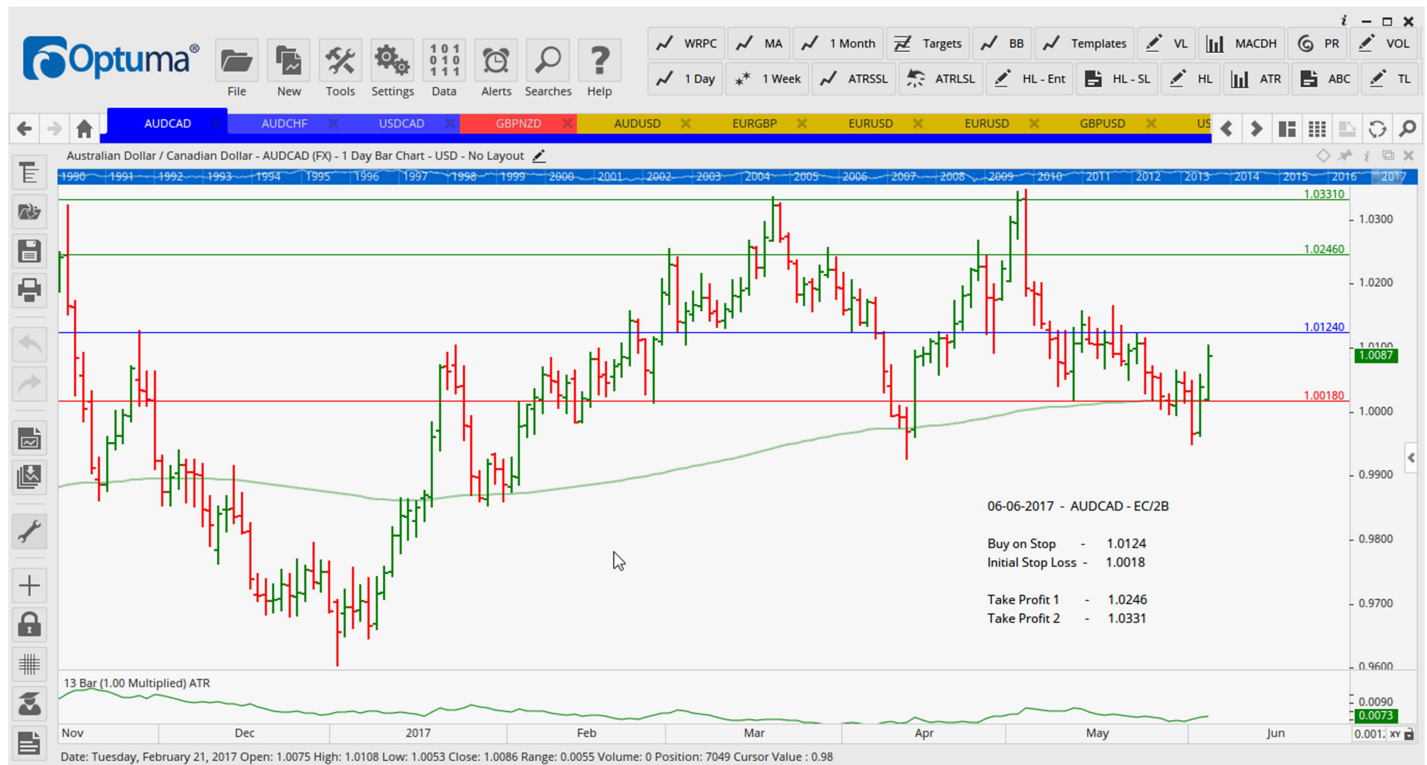 i
Optuma®
File New Tools Settings Data Alerts Searches Help
101
010
111
WRPC MA 1 Month Targets BB Templates VL MACDH PR VOL
1 Day 1 Week ATRSSL ATRLSL HL - Ent HL - SL HL ATR ABC TL
AUDCAD AUDCHF USDCAD GBPNZD AUDUSD EURGBP EURUSD EURUSD GBPUSD US
Australian Dollar / Canadian Dollar - AUDCAD (FX) - 1 Day Bar Chart - USD - No Layout
1990 1991 1992 1993 1994 1995 1996 1997 1998 1999 2000 2001 2002 2003 2004 2005 2006 2007 2008 2009 2010 2011 2012 2013 2014 2015 2016 2017
1.03310
1.0300
1.02460
1.0200
1.01240
1.0100
1.0087
1.00180
1.0000
0.9900
06-06-2017 - AUDCAD - EC/2B
0.9800
Buy on Stop - 1.0124
Initial Stop Loss - 1.0018
Take Profit 1 - 1.0246
0.9700
Take Profit 2 - 1.0331
0.9600
13 Bar (1.00 Multiplied) ATR
0.0090
0.0073
Nov Dec 2017 Feb Mar Apr May Jun 0.001. XY
Date: Tuesday, February 21, 2017 Open: 1.0075 High: 1.0108 Low: 1.0053 Close: 1.0086 Range: 0.0055 Volume: 0 Position: 7049 Cursor Value : 0.98